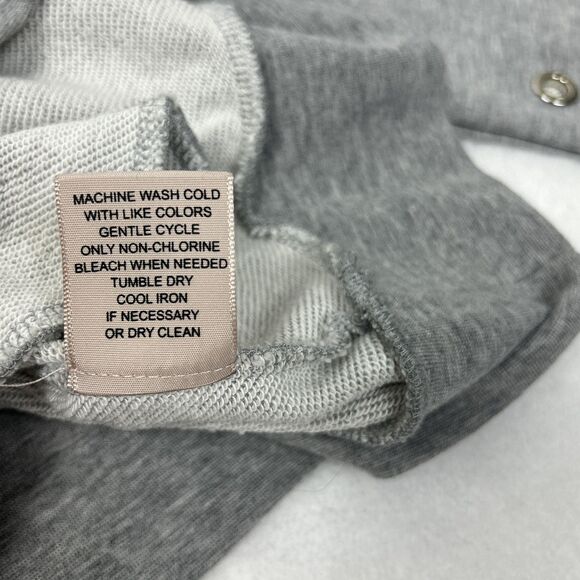 MACHINE WASH COLD
WITH LIKE COLORS
GENTLE CYCLE
ONLY NON-CHLORINE
BLEACH WHEN NEEDED
TUMBLE DRY
COOL IRON
IF NECESSARY
OR DRY CLEAN